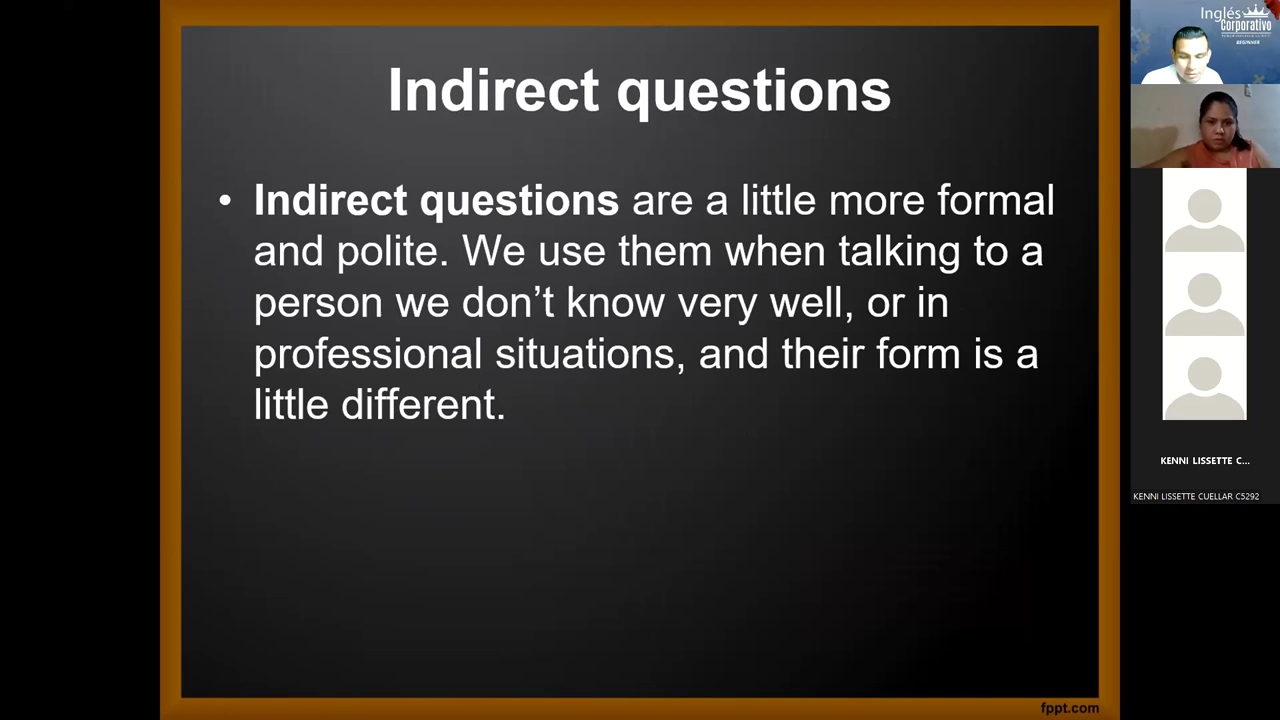 Indirect questions
• Indirect questions are a little more formal
and polite. We use them when talking to a
person we don’t know very well, or in
professional situations, and their form is a
little different.
fppt.com
Inglés
Corporativo
BEGINNER
KENNI LISSETTE C...
KENNI LISSETTE CUELLAR C5292